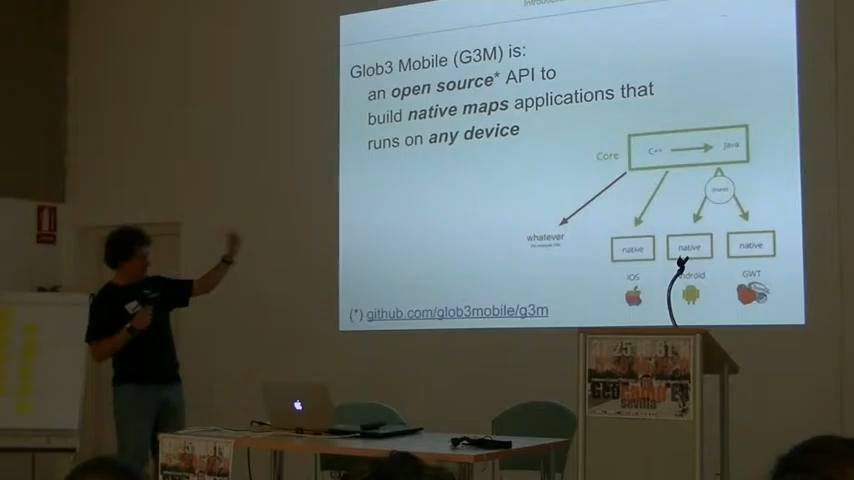 Glob3 Mobile (G3M) is:
an open source* API to
build native maps applications that
runs on any device*
Core
C++
Java
whatever
native
native
native
iOS
GWT
(*) github.com/glob3mobile/g3m